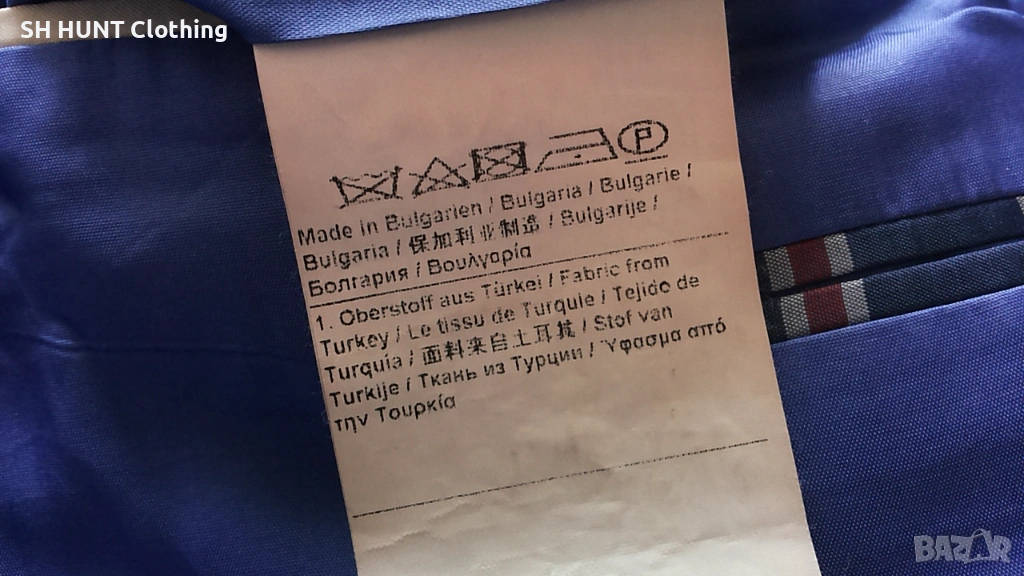 SH HUNT Clothing
P
Made in Bulgarien / Bulgaria / Bulgarie /
Bulgaria / 保加利亚制造 / Bulgarije /
Болгария / Βουλγαρία
1. Oberstoff aus Türkei / Fabric from
Turkey / Le tissu de Turquie / Tejido de
Turquía / 面料来自土耳其 / Stof van
Turkije / Ткань из Турции / Ύφασμα από
την Τουρκία
BAZAR